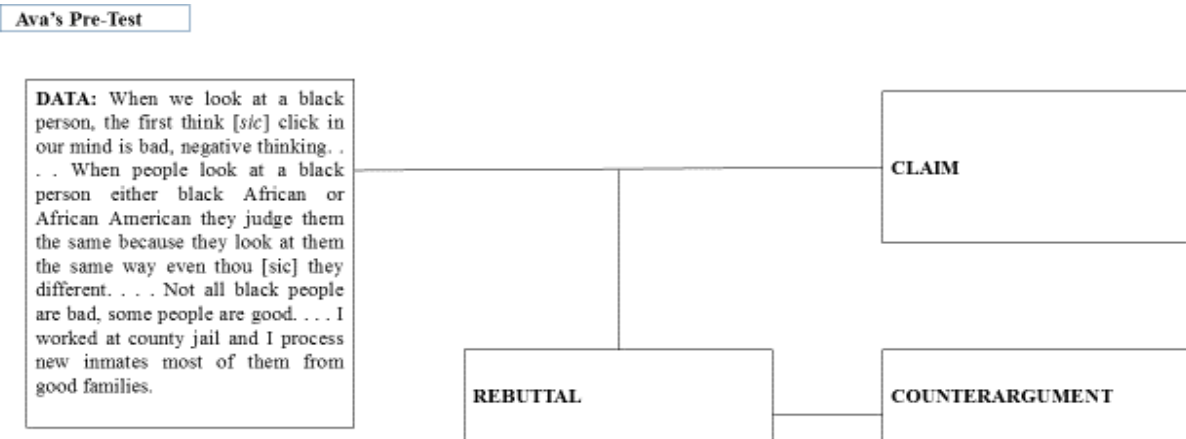 Ava's Pre-Test
DATA: When we look at a black
person, the first think [sic] click in
our mind is bad, negative thinking. .
. . When people look at a black
person either black African or
African American they judge them
the same because they look at them
the same way even thou [sic] they
different. . . . Not all black people
are bad, some people are good. . . . I
worked at county jail and I process
new inmates most of them from
good families.
CLAIM
REBUTTAL
COUNTERARGUMENT